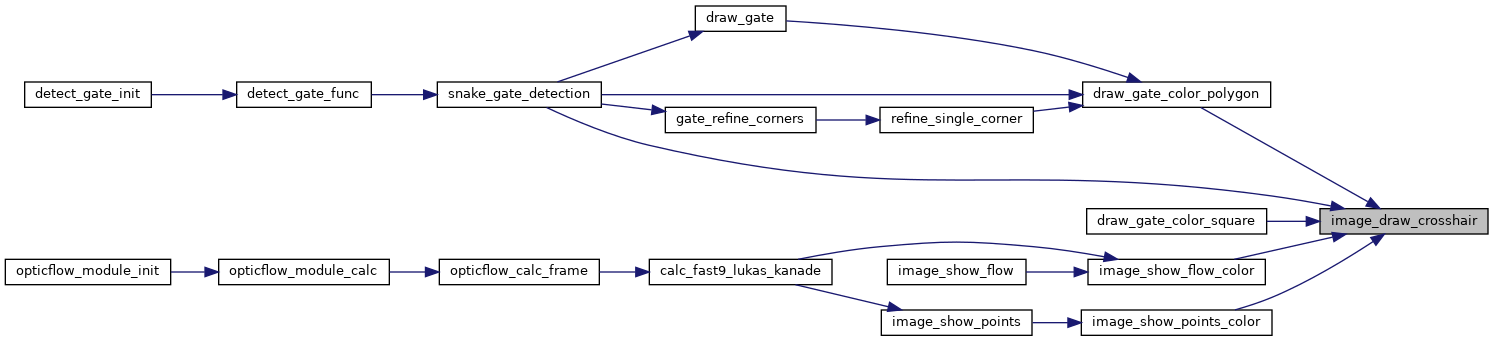 draw_gate
detect_gate_init
detect_gate_func
snake_gate_detection
draw_gate_color_polygon
gate_refine_corners
refine_single_corner
draw_gate_color_square
image_draw_crosshair
opticflow_module_init
opticflow_module_calc
opticflow_calc_frame
calc_fast9_lukas_kanade
image_show_flow
image_show_flow_color
image_show_points
image_show_points_color